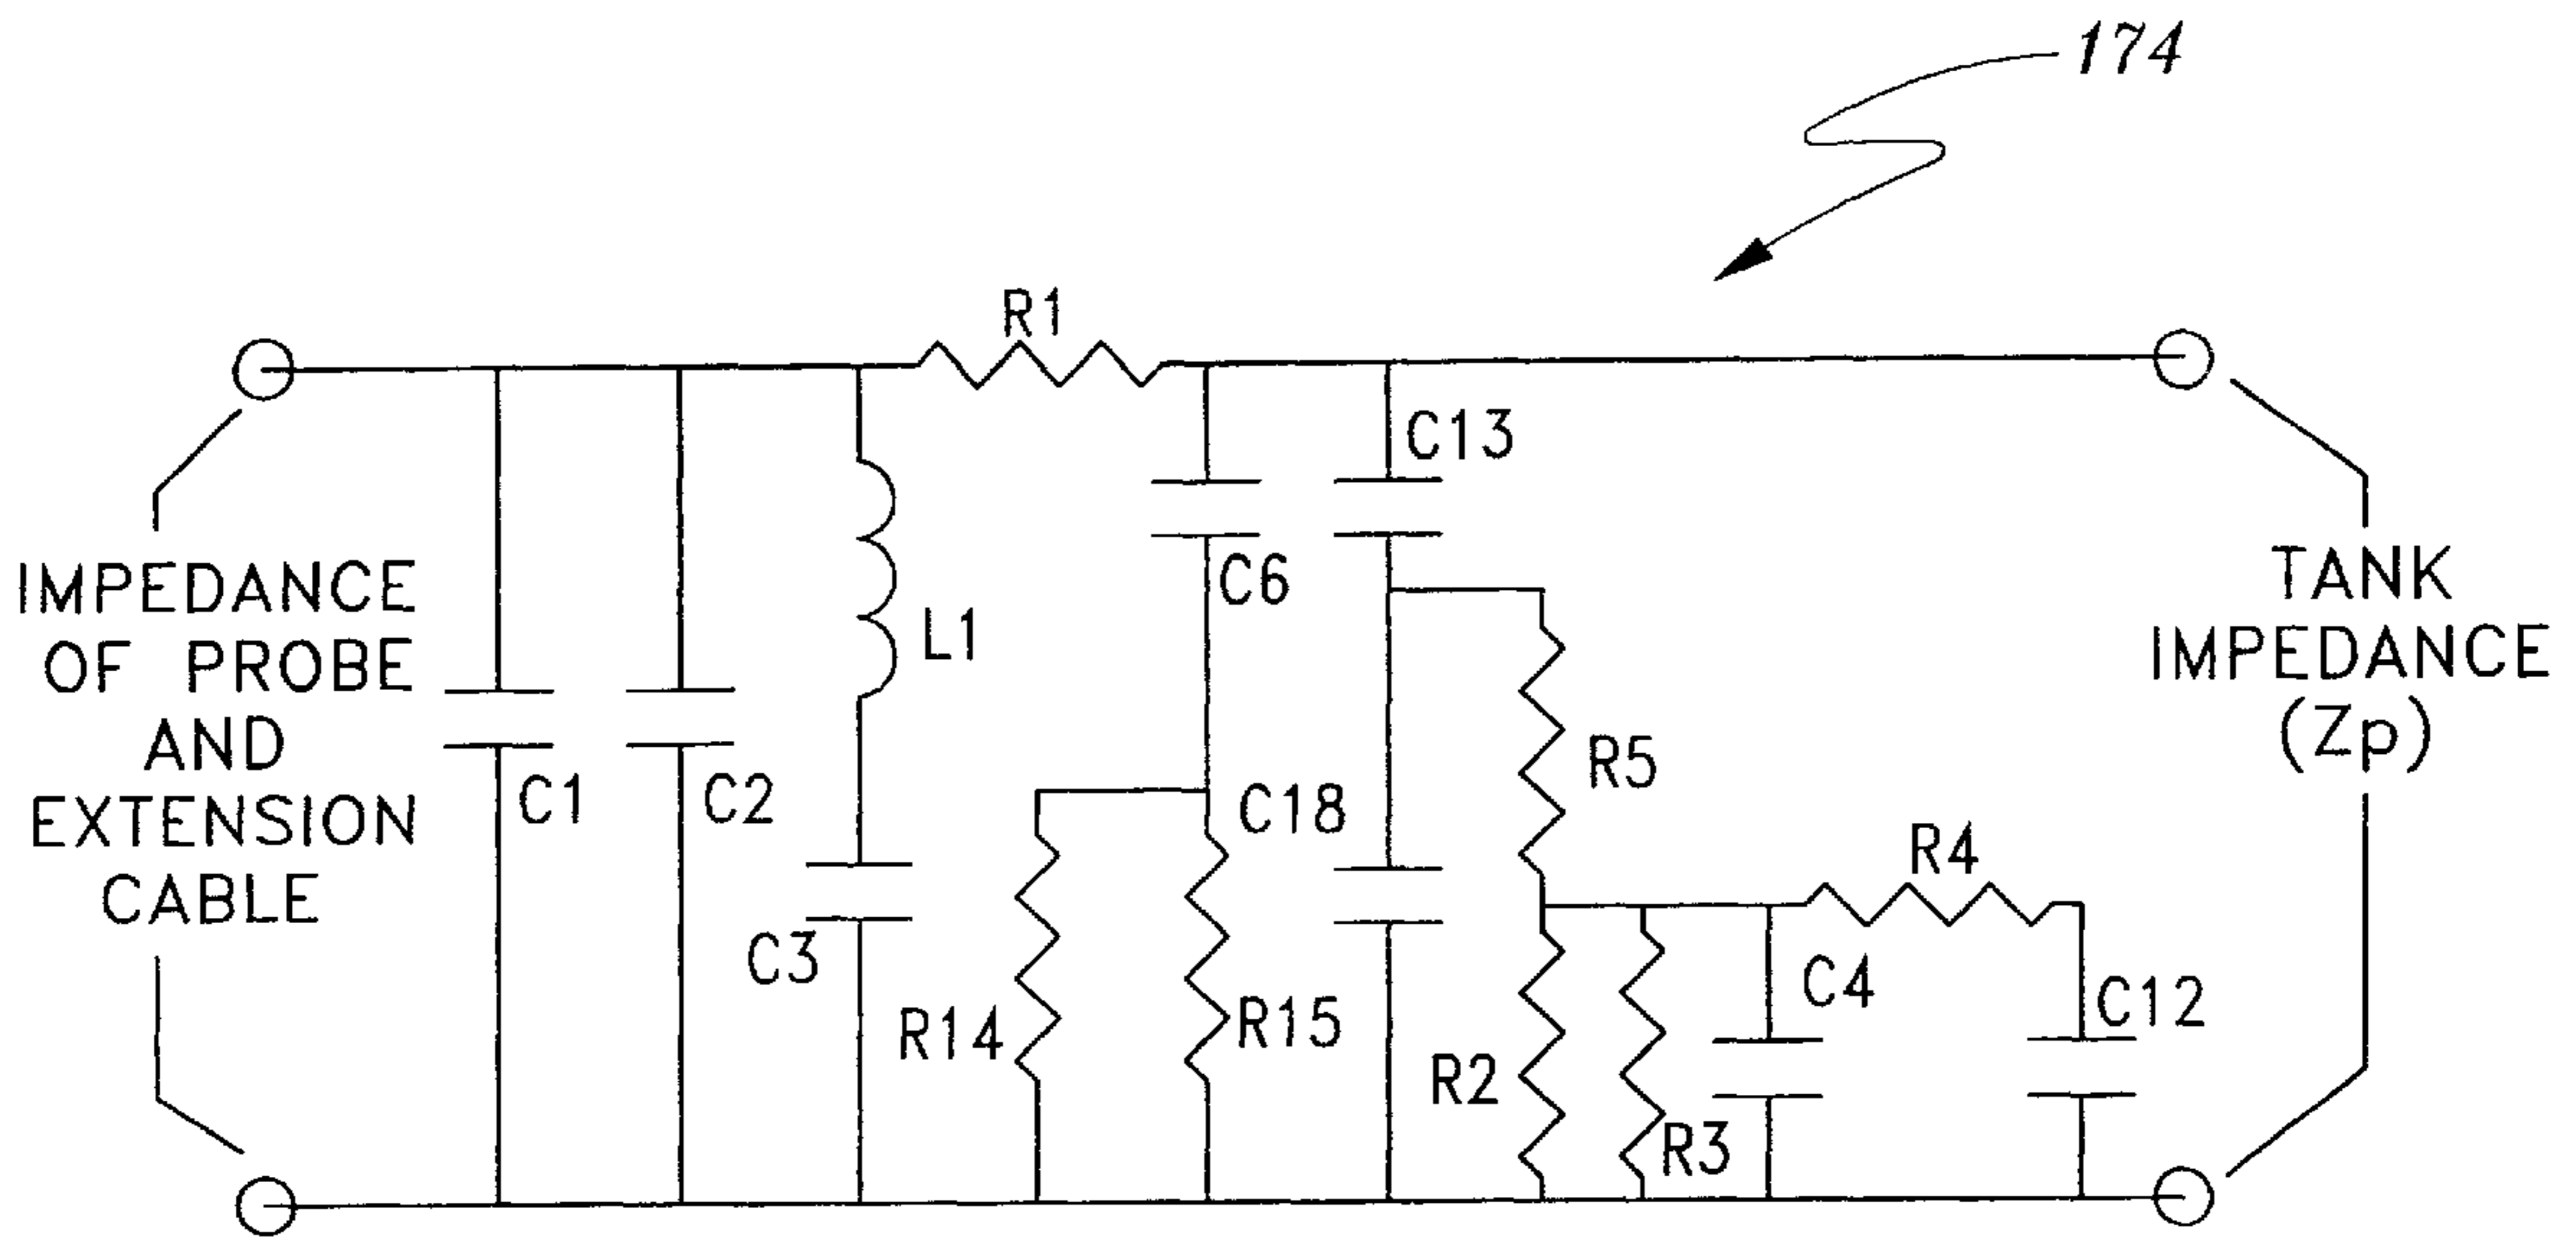 174
R1
C13
C6
IMPEDANCE
OF PROBE
AND
EXTENSION
CABLE
L1
TANK
IMPEDANCE
(Zp)
C1
C2
C18
R5
R4
C3
C4
C12
R14
R15
R2
R3